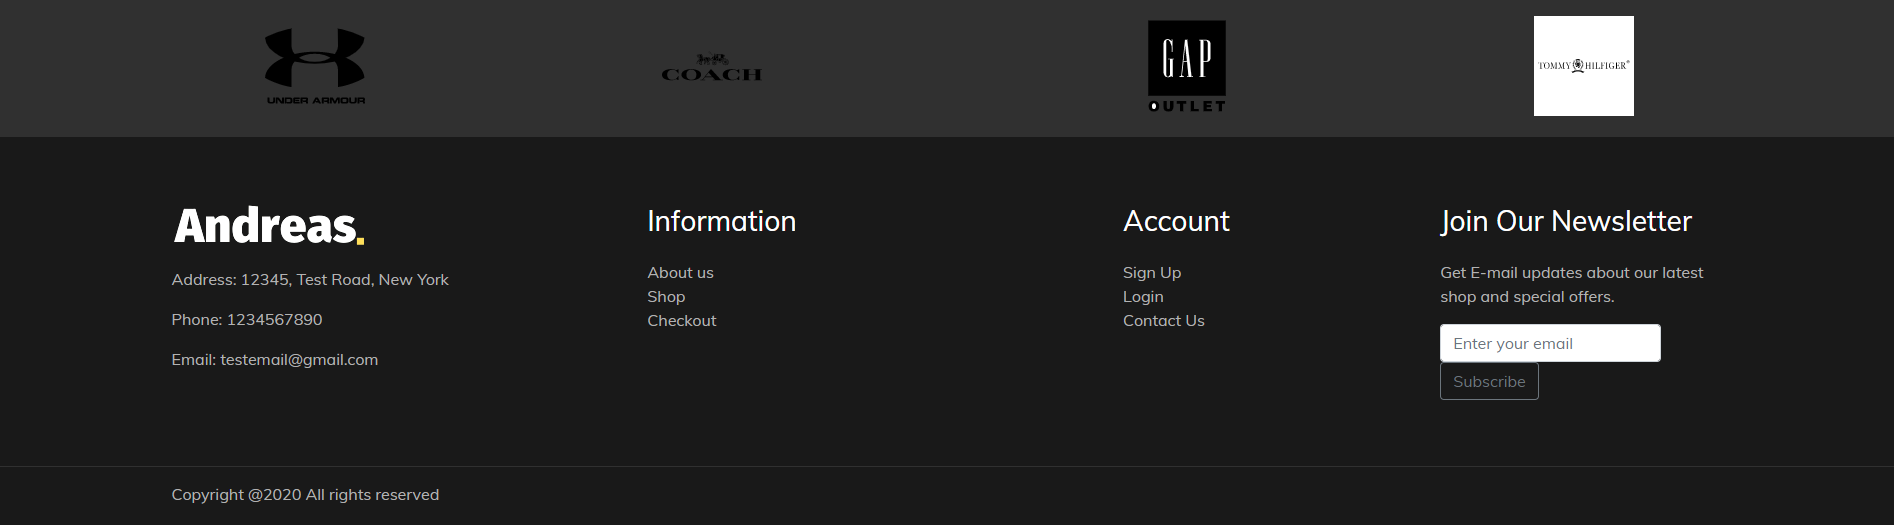 UNDER ARMOUR
COACH
GAP
OUTLET
TOMMY HILFIGER®
Andreas.
Address: 12345, Test Road, New York
Phone: 1234567890
Email: testemail@gmail.com
Information
About us
Shop
Checkout
Account
Sign Up
Login
Contact Us
Join Our Newsletter
Get E-mail updates about our latest
shop and special offers.
Enter your email
Subscribe
Copyright @2020 All rights reserved